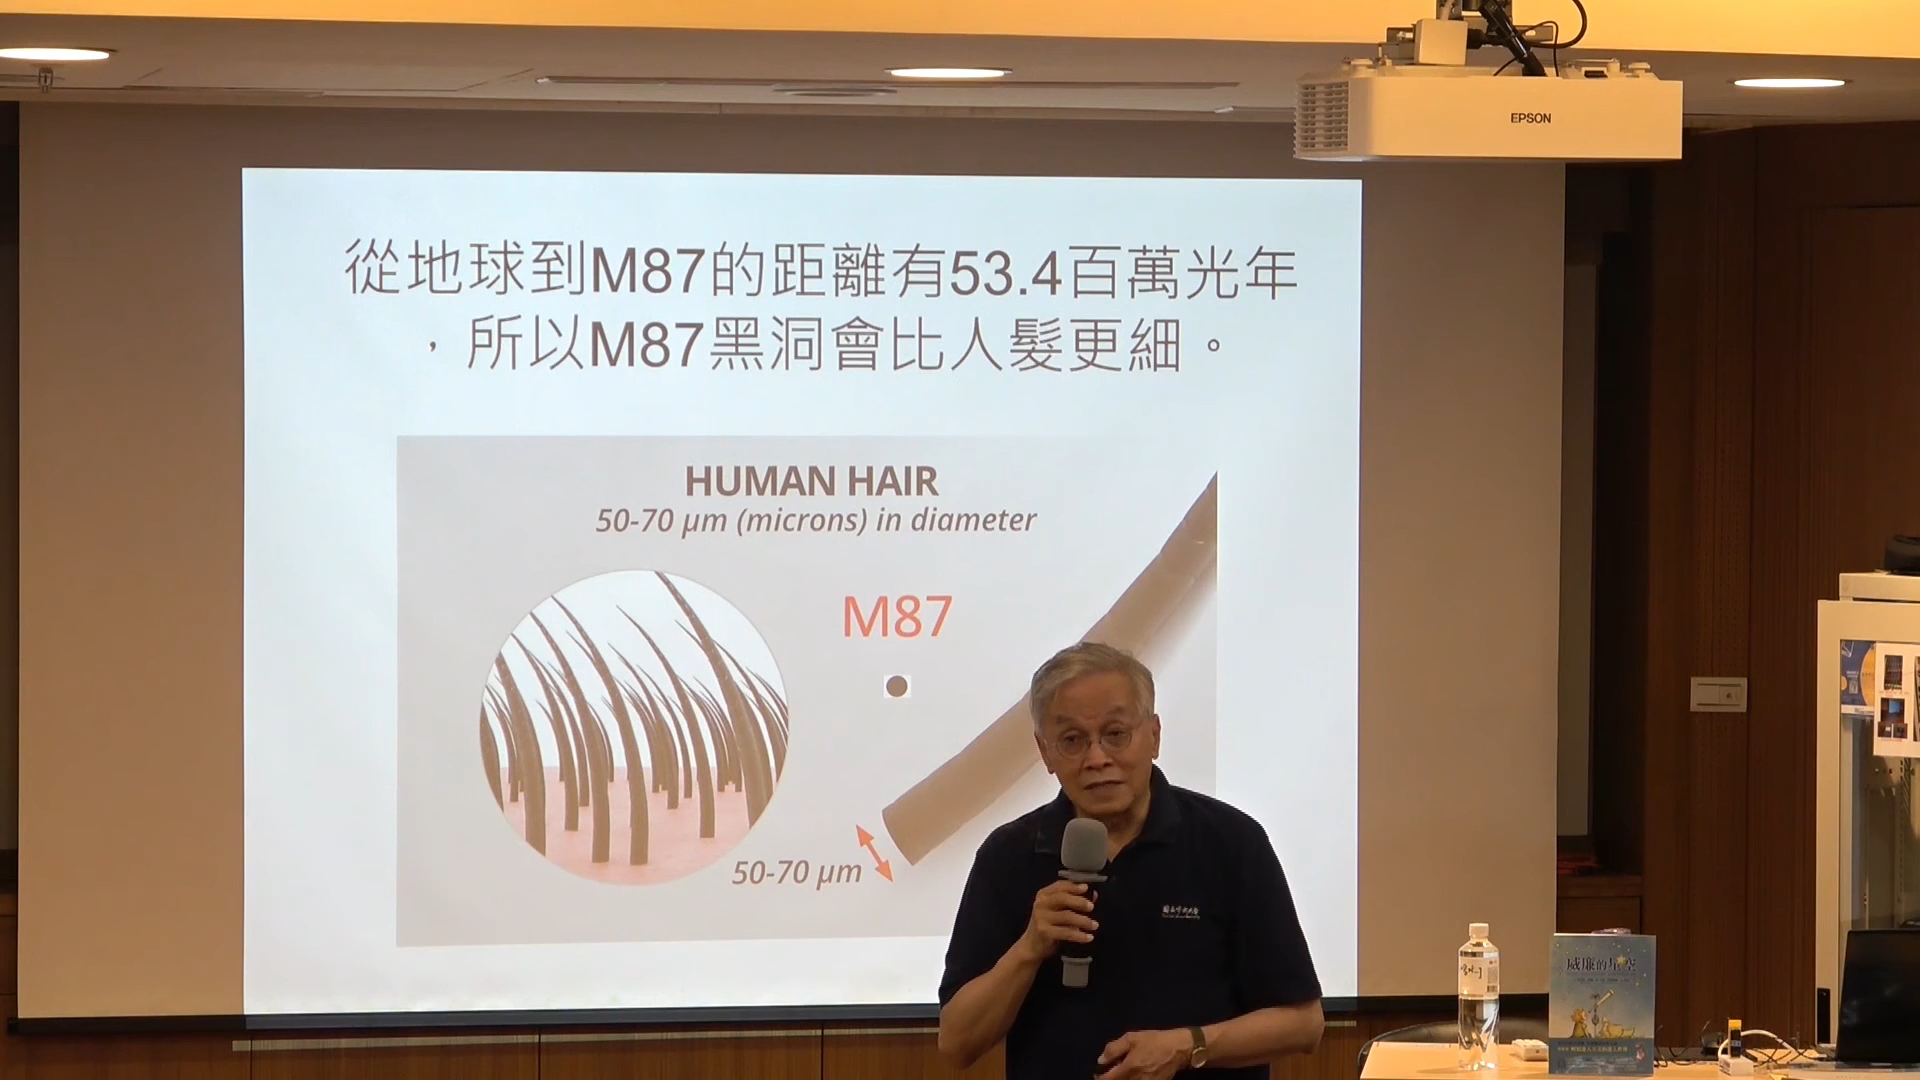 EPSON
從地球到M87的距離有53.4百萬光年
，所以M87黑洞會比人髮更細。
HUMAN HAIR
50-70 µm (microns) in diameter
M87
50-70 µm
威廉的星空